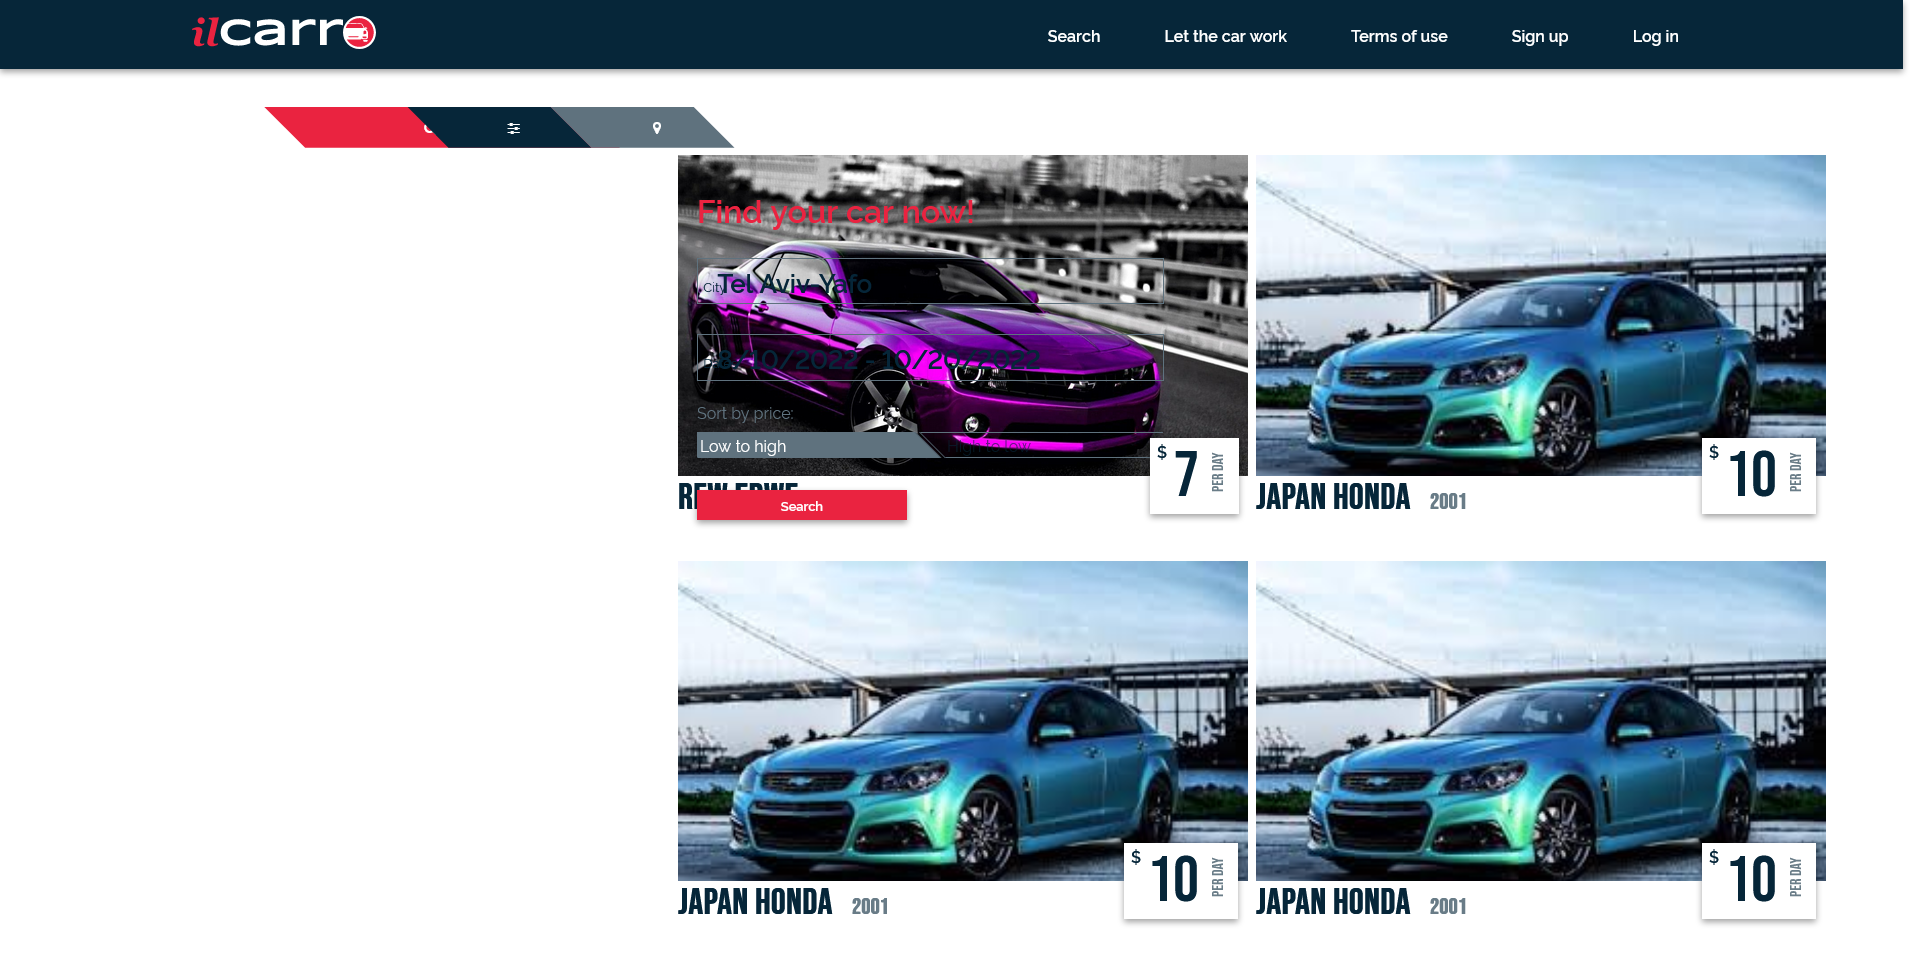 ilcarro
Search
Let the car work
Terms of use
Sign up
Log in
Find your car now!
City
Tel Aviv-Yafo
8/10/2022 - 10/20/2022
Sort by price:
Low to high
High to low
Search
$ 7 PER DAY
JAPAN HONDA 2001
$ 10 PER DAY
JAPAN HONDA 2001
$ 10 PER DAY
JAPAN HONDA 2001
$ 10 PER DAY